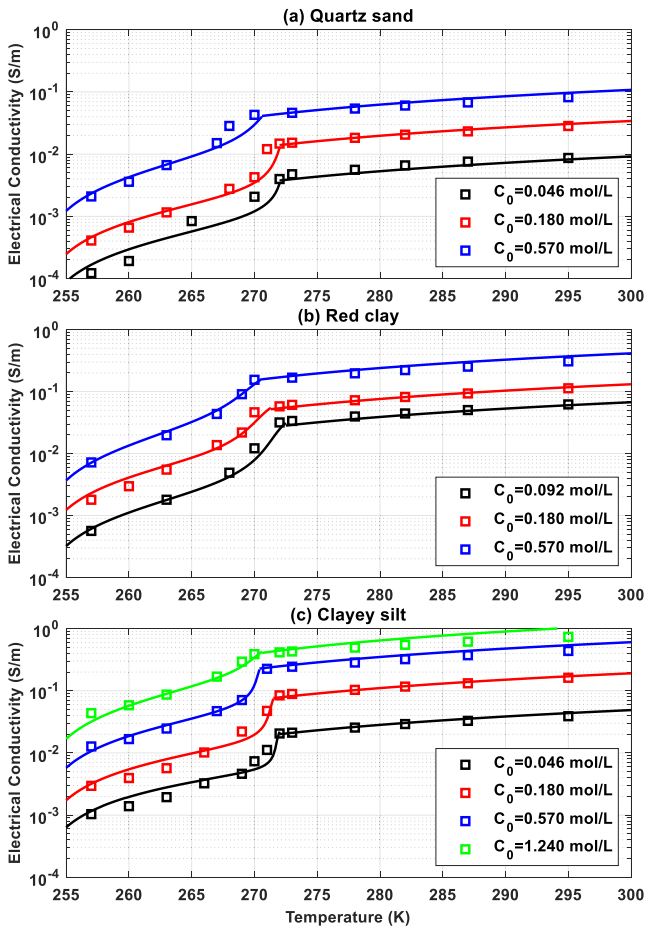 (a) Quartz sand
Electrical Conductivity (S/m)
10^0
10^-1
10^-2
10^-3
10^-4
C_0=0.046 mol/L
C_0=0.180 mol/L
C_0=0.570 mol/L
255 260 265 270 275 280 285 290 295 300
(b) Red clay
Electrical Conductivity (S/m)
10^0
10^-1
10^-2
10^-3
10^-4
C_0=0.092 mol/L
C_0=0.180 mol/L
C_0=0.570 mol/L
255 260 265 270 275 280 285 290 295 300
(c) Clayey silt
Electrical Conductivity (S/m)
10^0
10^-1
10^-2
10^-3
10^-4
C_0=0.046 mol/L
C_0=0.180 mol/L
C_0=0.570 mol/L
C_0=1.240 mol/L
255 260 265 270 275 280 285 290 295 300
Temperature (K)